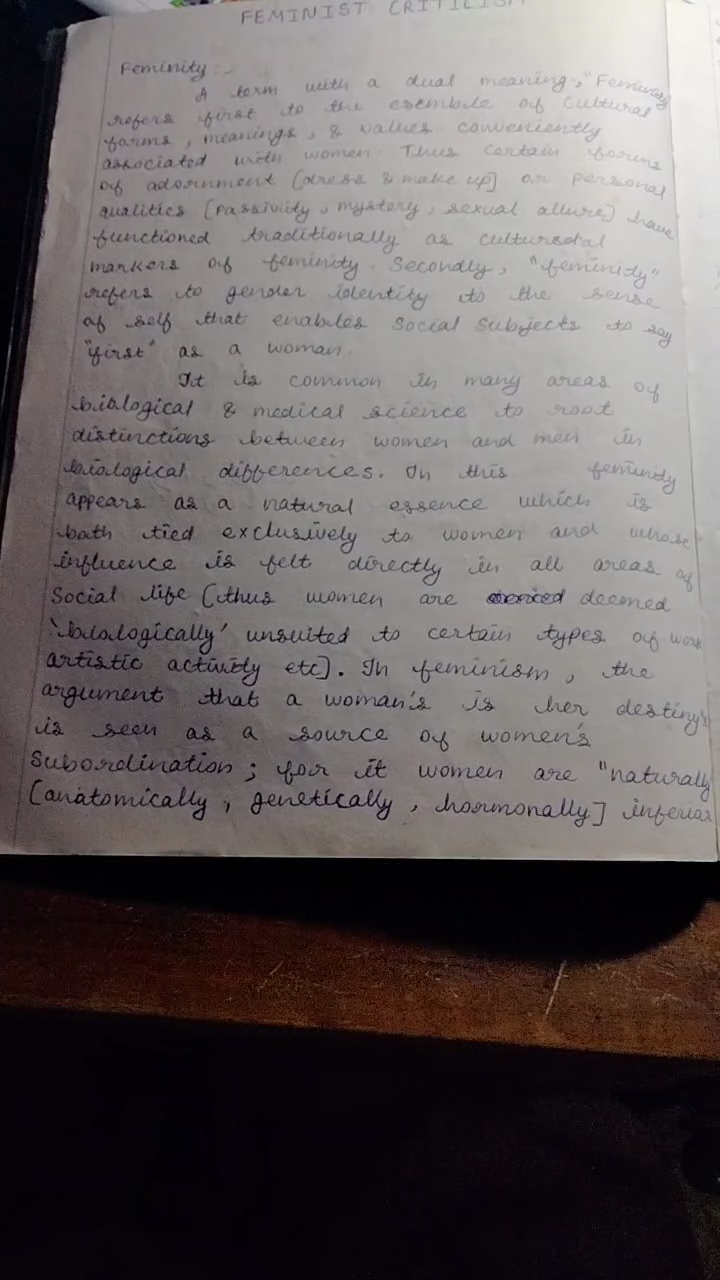 FEMINIST CRITICISM
Feminity :-
A term with a dual meaning, "Feminity
refers first to the esemble of cultural
forms, meanings, & values conveniently
associated with women. Thus certain forms
of adornment [dress & make up] or personal
qualities [passivity, mystery, sexual allure] have
functioned traditionally as
markers of feminity. Secondly, "feminity"
refers to gender identity to the sense
of self that enables social subjects to say
"first" as a woman.
It is common in many areas of
biological & medical science to root
distinctions between women and men in
biological differences. In this feminity
appears as a natural essence which is
both tied exclusively to women and whose
influence is felt directly in all areas of
social life [thus women are deemed
'biologically' unsuited to certain types of work
artistic activity etc]. In feminism, the
argument that a woman's is her destiny's
is seen as a source of women's
subordination; for it women are "naturally
[anatomically, genetically, hormonally] inferior